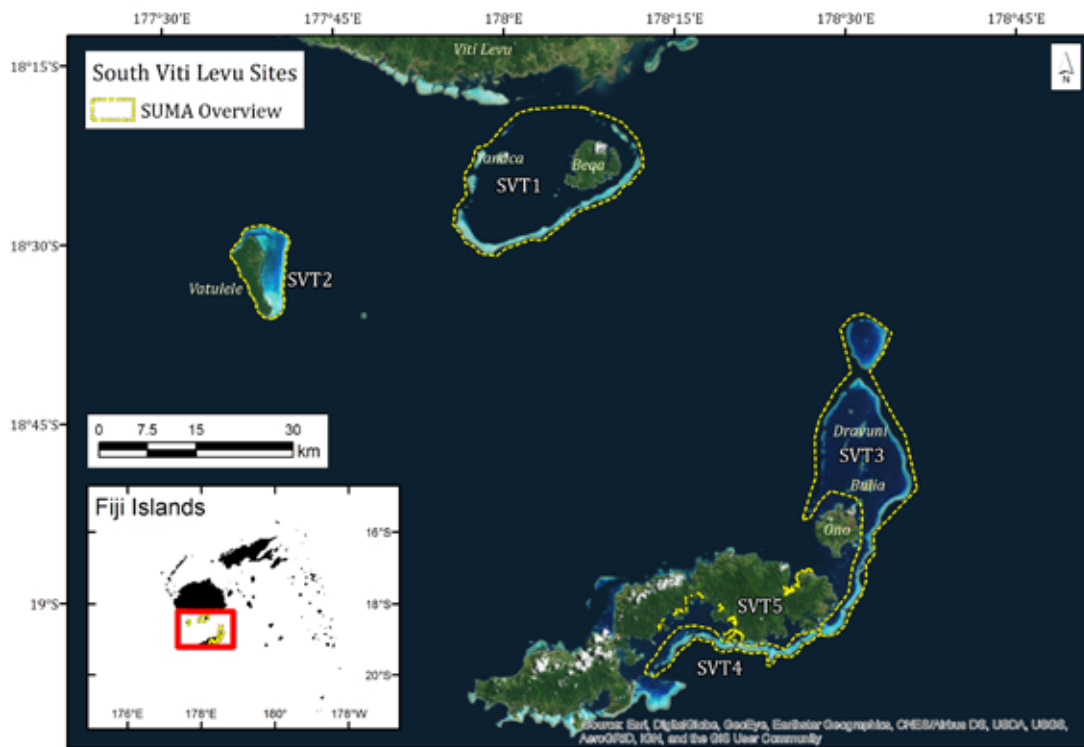 177°30'E 177°45'E 178°E 178°15'E 178°30'E 178°45'E
18°15'S
Viti Levu
N
South Viti Levu Sites
SUMA Overview
Yanuca
Beqa
SVT1
18°30'S
SVT2
Vatulele
18°45'S
0 7.5 15 30
km
Dravuni
SVT3
Bulia
Ono
Fiji Islands
16°S
18°S
20°S
176°E 178°E 180° 178°W
19°S
SVT5
SVT4
Source: Esri, DigitalGlobe, GeoEye, Earthstar Geographics, CNES/Airbus DS, USDA, USGS,
AeroGRID, IGN, and the GIS User Community